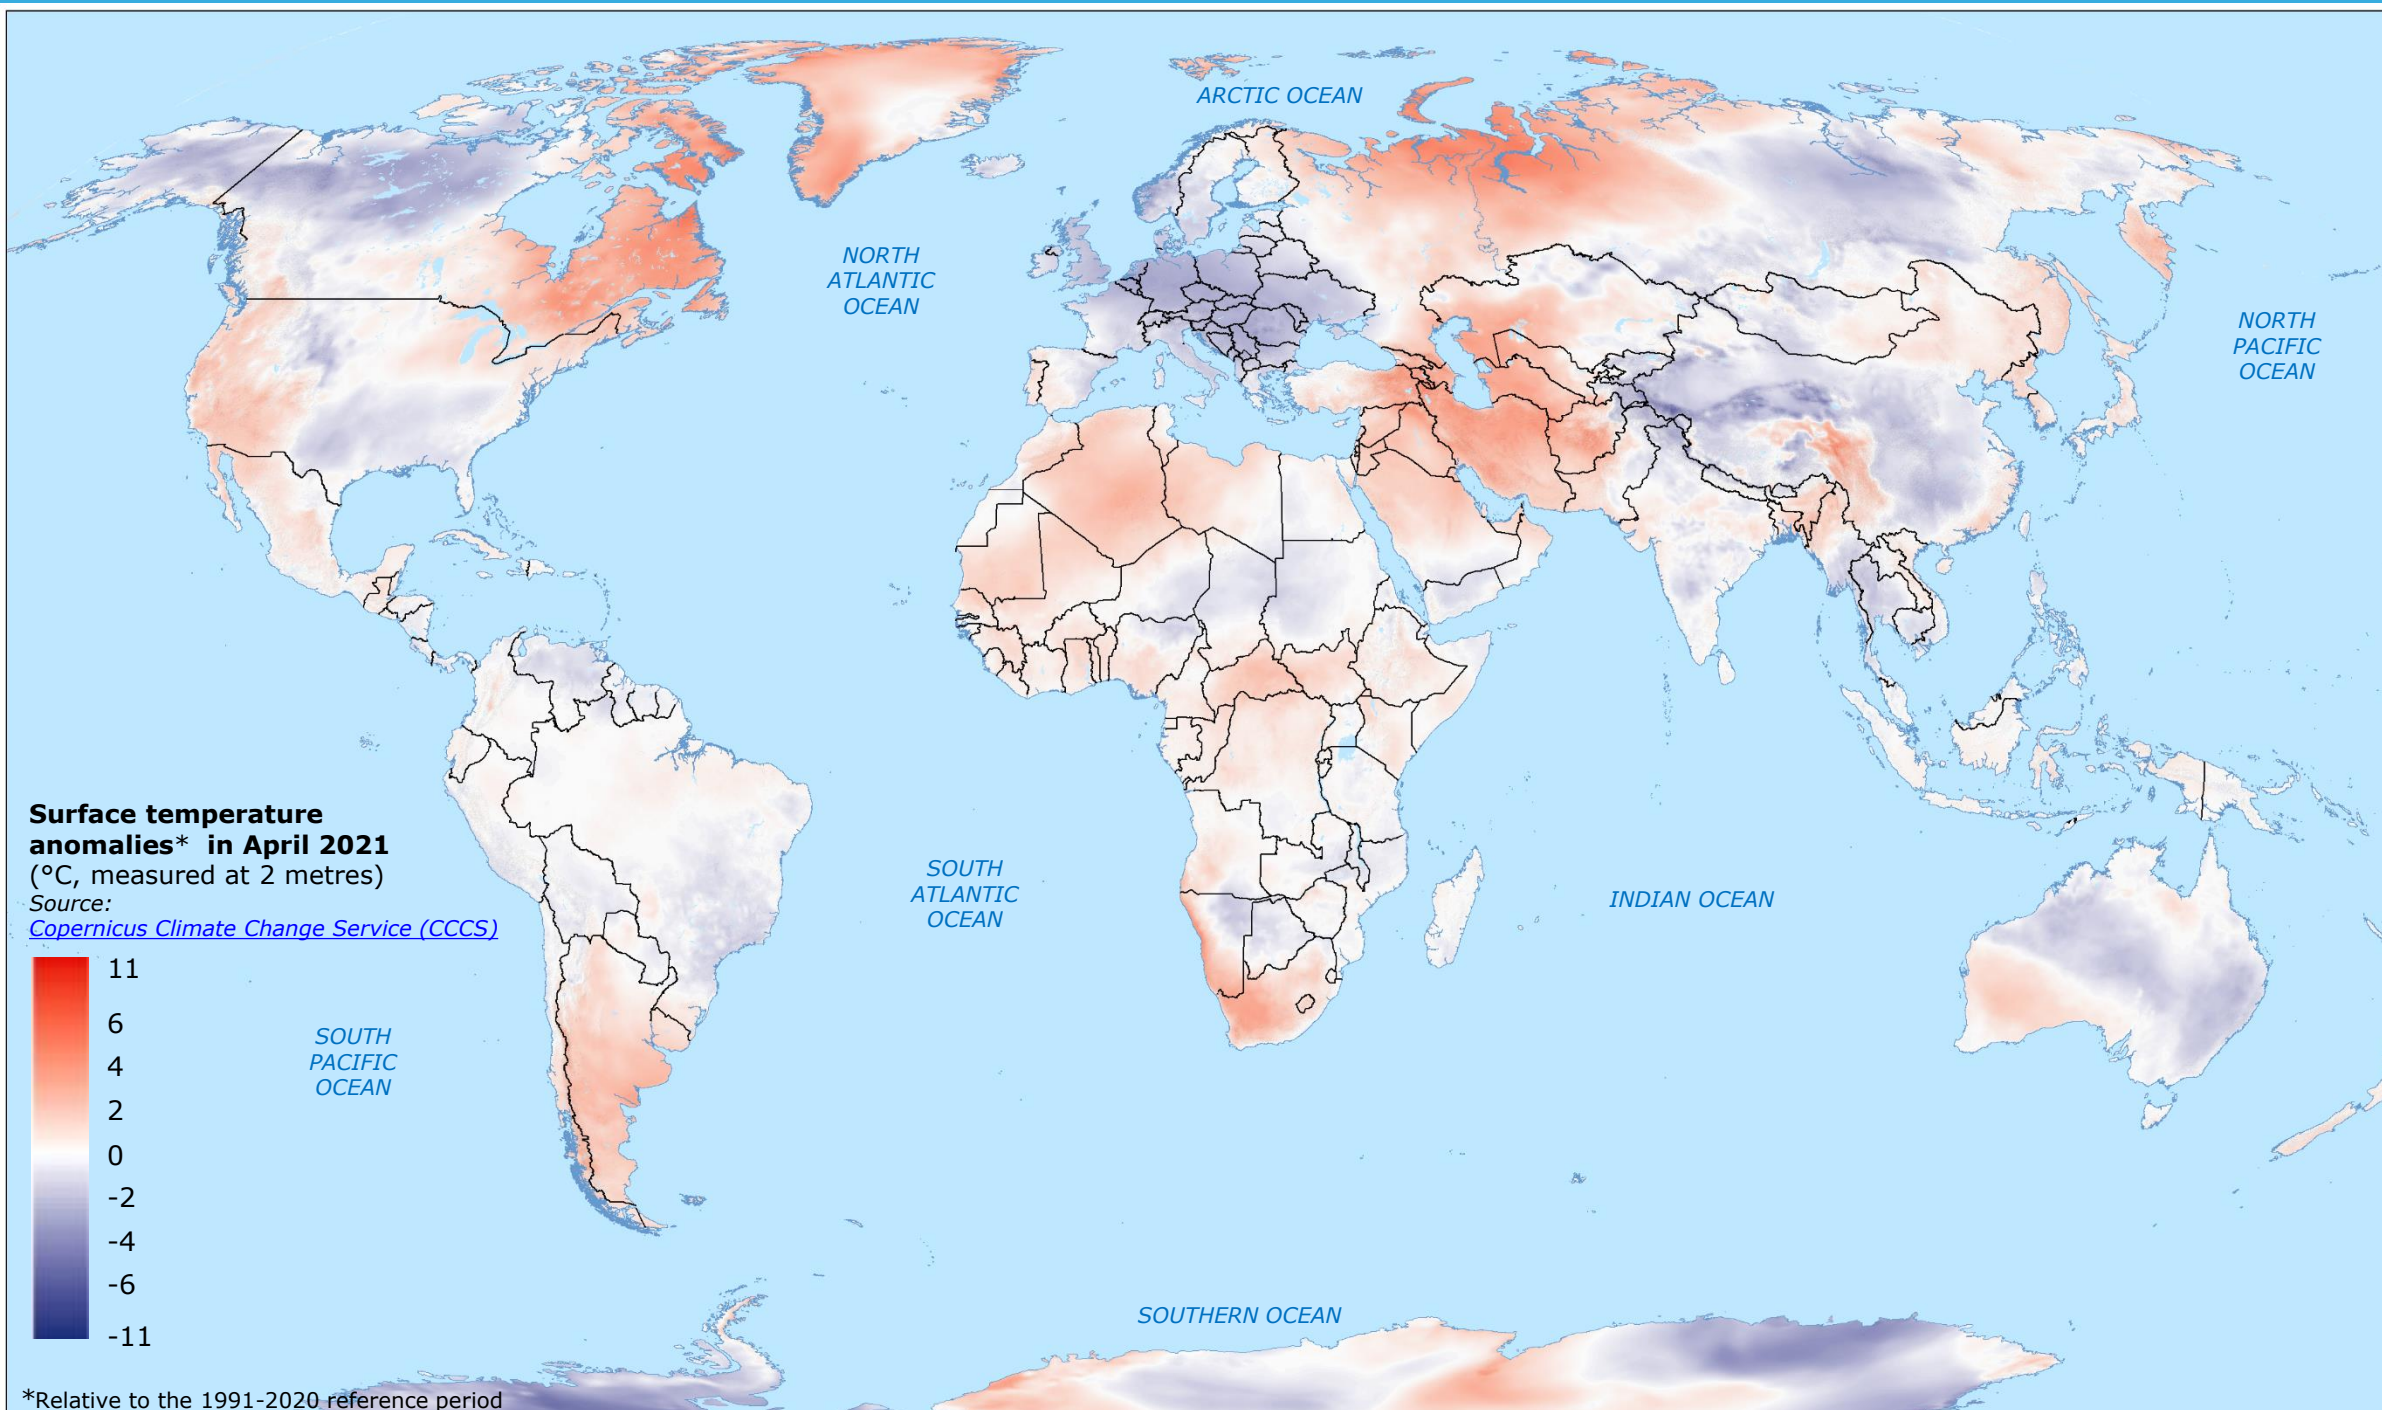 ARCTIC OCEAN
NORTH
ATLANTIC
OCEAN
NORTH
PACIFIC
OCEAN
Surface temperature
anomalies*  in April 2021
(°C, measured at 2 metres)
Source:
Copernicus Climate Change Service (CCCS)
11
6
4
2
0
-2
-4
-6
-11
SOUTH
ATLANTIC
OCEAN
INDIAN OCEAN
SOUTH
PACIFIC
OCEAN
SOUTHERN OCEAN
*Relative to the 1991-2020 reference period